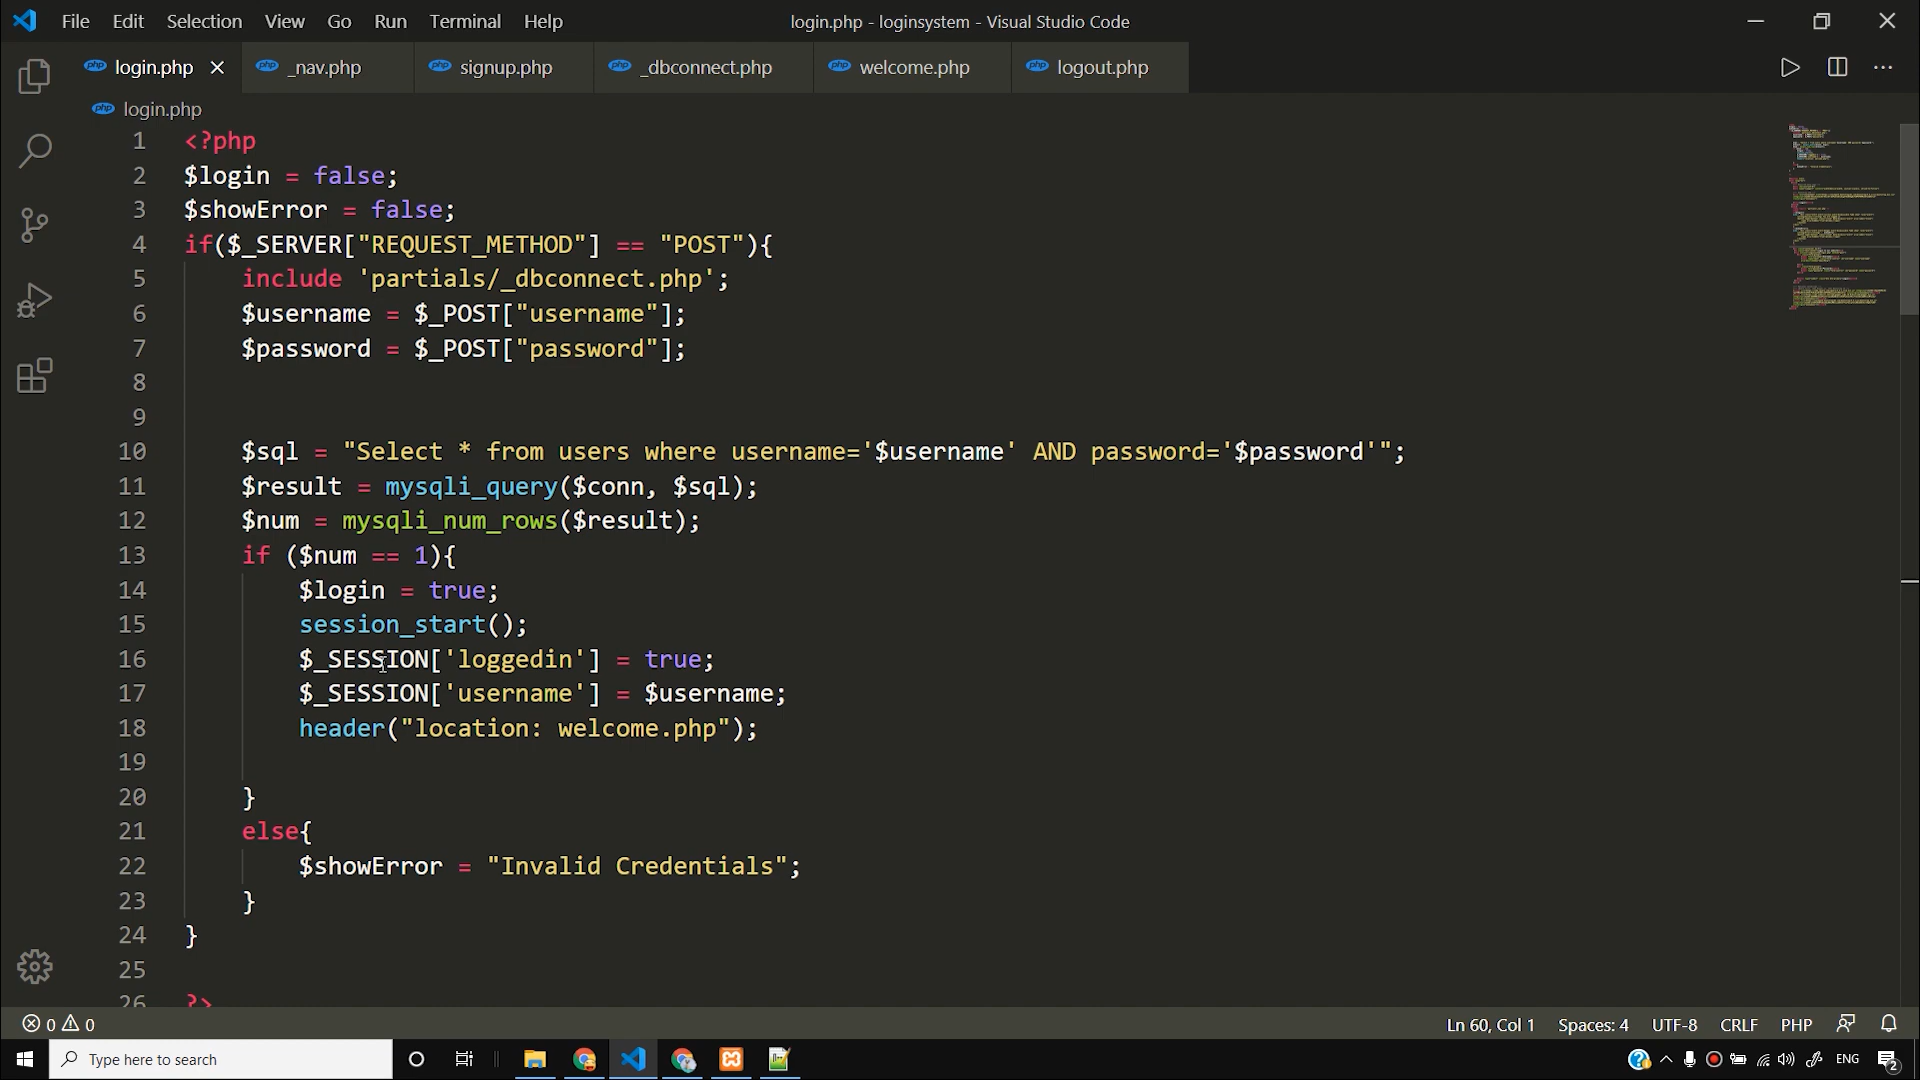 File Edit Selection View Go Run Terminal Help
login.php - loginsystem - Visual Studio Code
login.php _nav.php signup.php _dbconnect.php welcome.php logout.php
login.php
1 <?php
2 $login = false;
3 $showError = false;
4 if($_SERVER["REQUEST_METHOD"] == "POST"){
5 include 'partials/_dbconnect.php';
6 $username = $_POST["username"];
7 $password = $_POST["password"];
8
9
10 $sql = "Select * from users where username='$username' AND password='$password'";
11 $result = mysqli_query($conn, $sql);
12 $num = mysqli_num_rows($result);
13 if ($num == 1){
14 $login = true;
15 session_start();
16 $_SESSION['loggedin'] = true;
17 $_SESSION['username'] = $username;
18 header("location: welcome.php");
19
20 }
21 else{
22 $showError = "Invalid Credentials";
23 }
24 }
25
26 ?>
0 0 Ln 60, Col 1 Spaces: 4 UTF-8 CRLF PHP
Type here to search
ENG 2